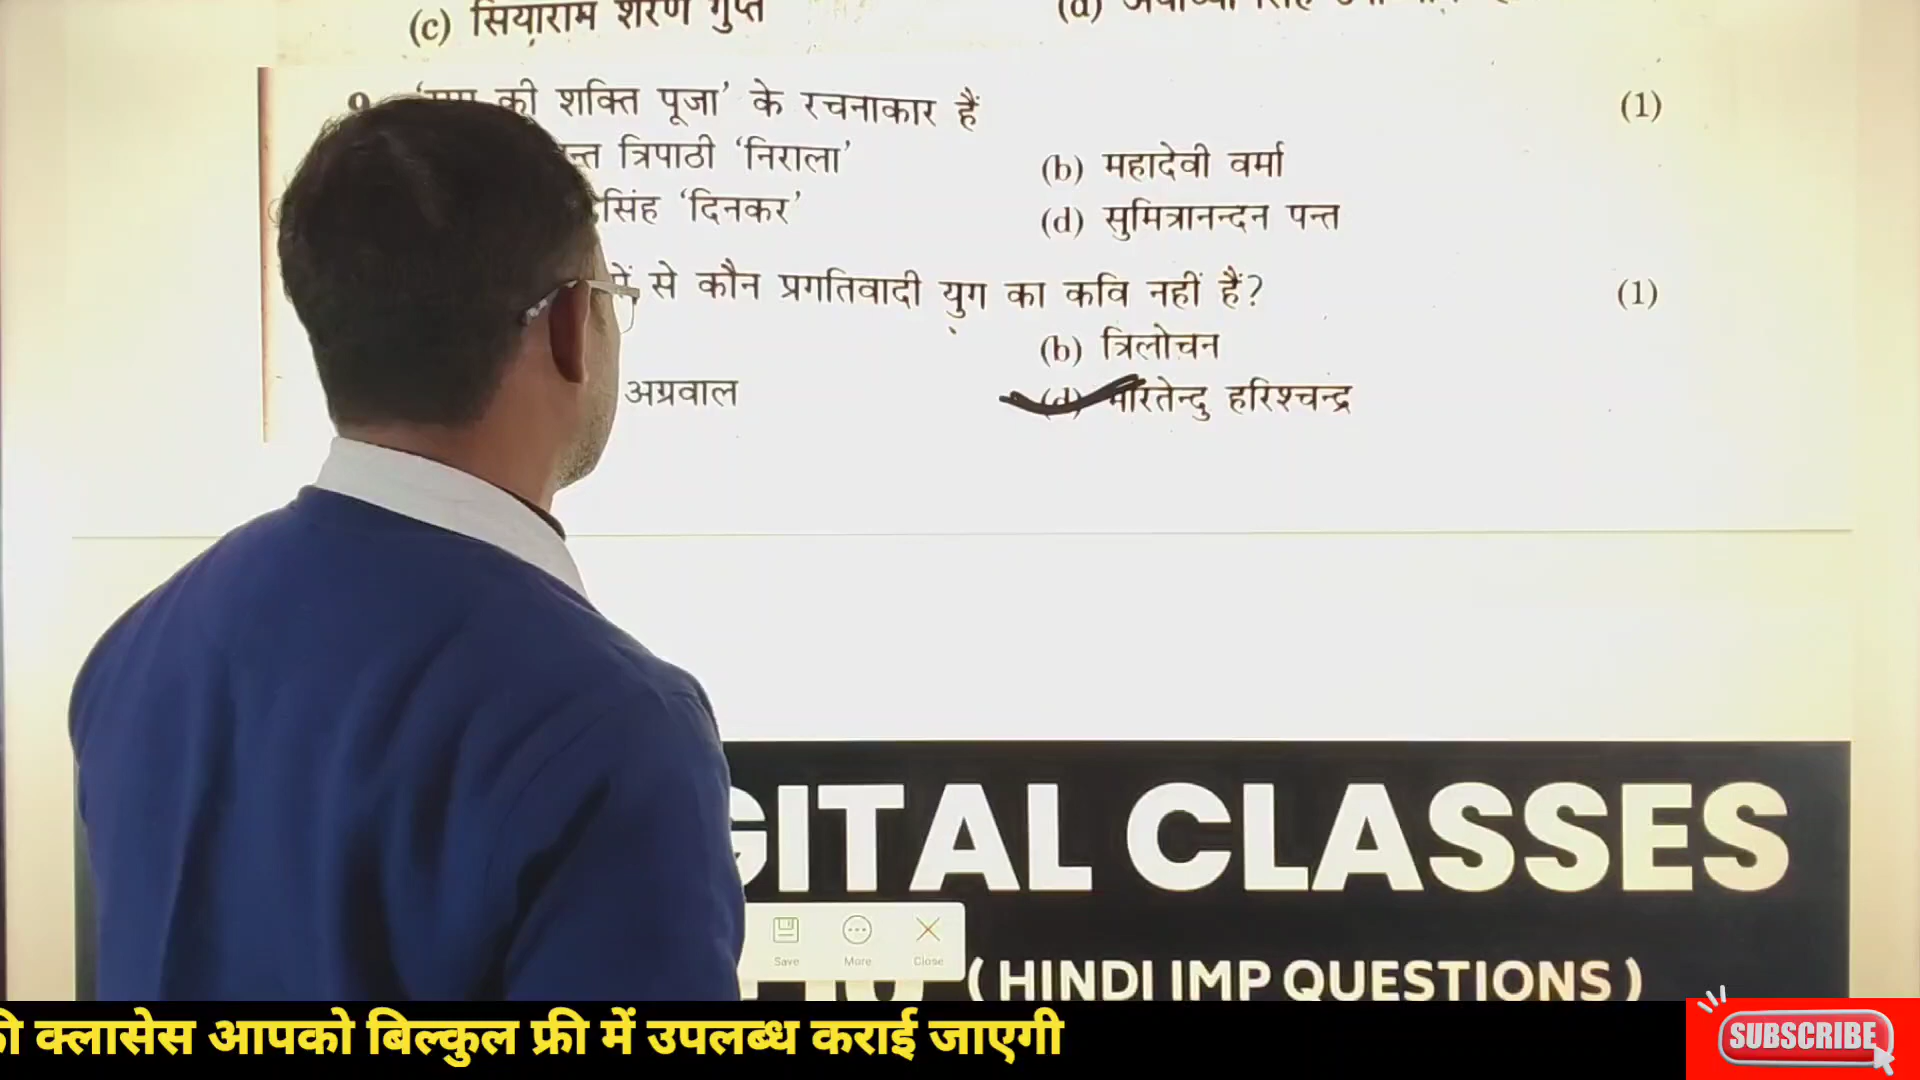 (c) सियाराम शरण गुप्त
की शक्ति पूजा’ के रचनाकार हैं (1)
त्रिपाठी ‘निराला’ (b) महादेवी वर्मा
सिंह ‘दिनकर’ (d) सुमित्रानन्दन पन्त
में से कौन प्रगतिवादी युग का कवि नहीं हैं? (1)
(b) त्रिलोचन
अग्रवाल (d) भारतेन्दु हरिश्चन्द्र
GITAL CLASSES
Save More Close
( HINDI IMP QUESTIONS )
क्लासेस आपको बिल्कुल फ्री में उपलब्ध कराई जाएगी
SUBSCRIBE